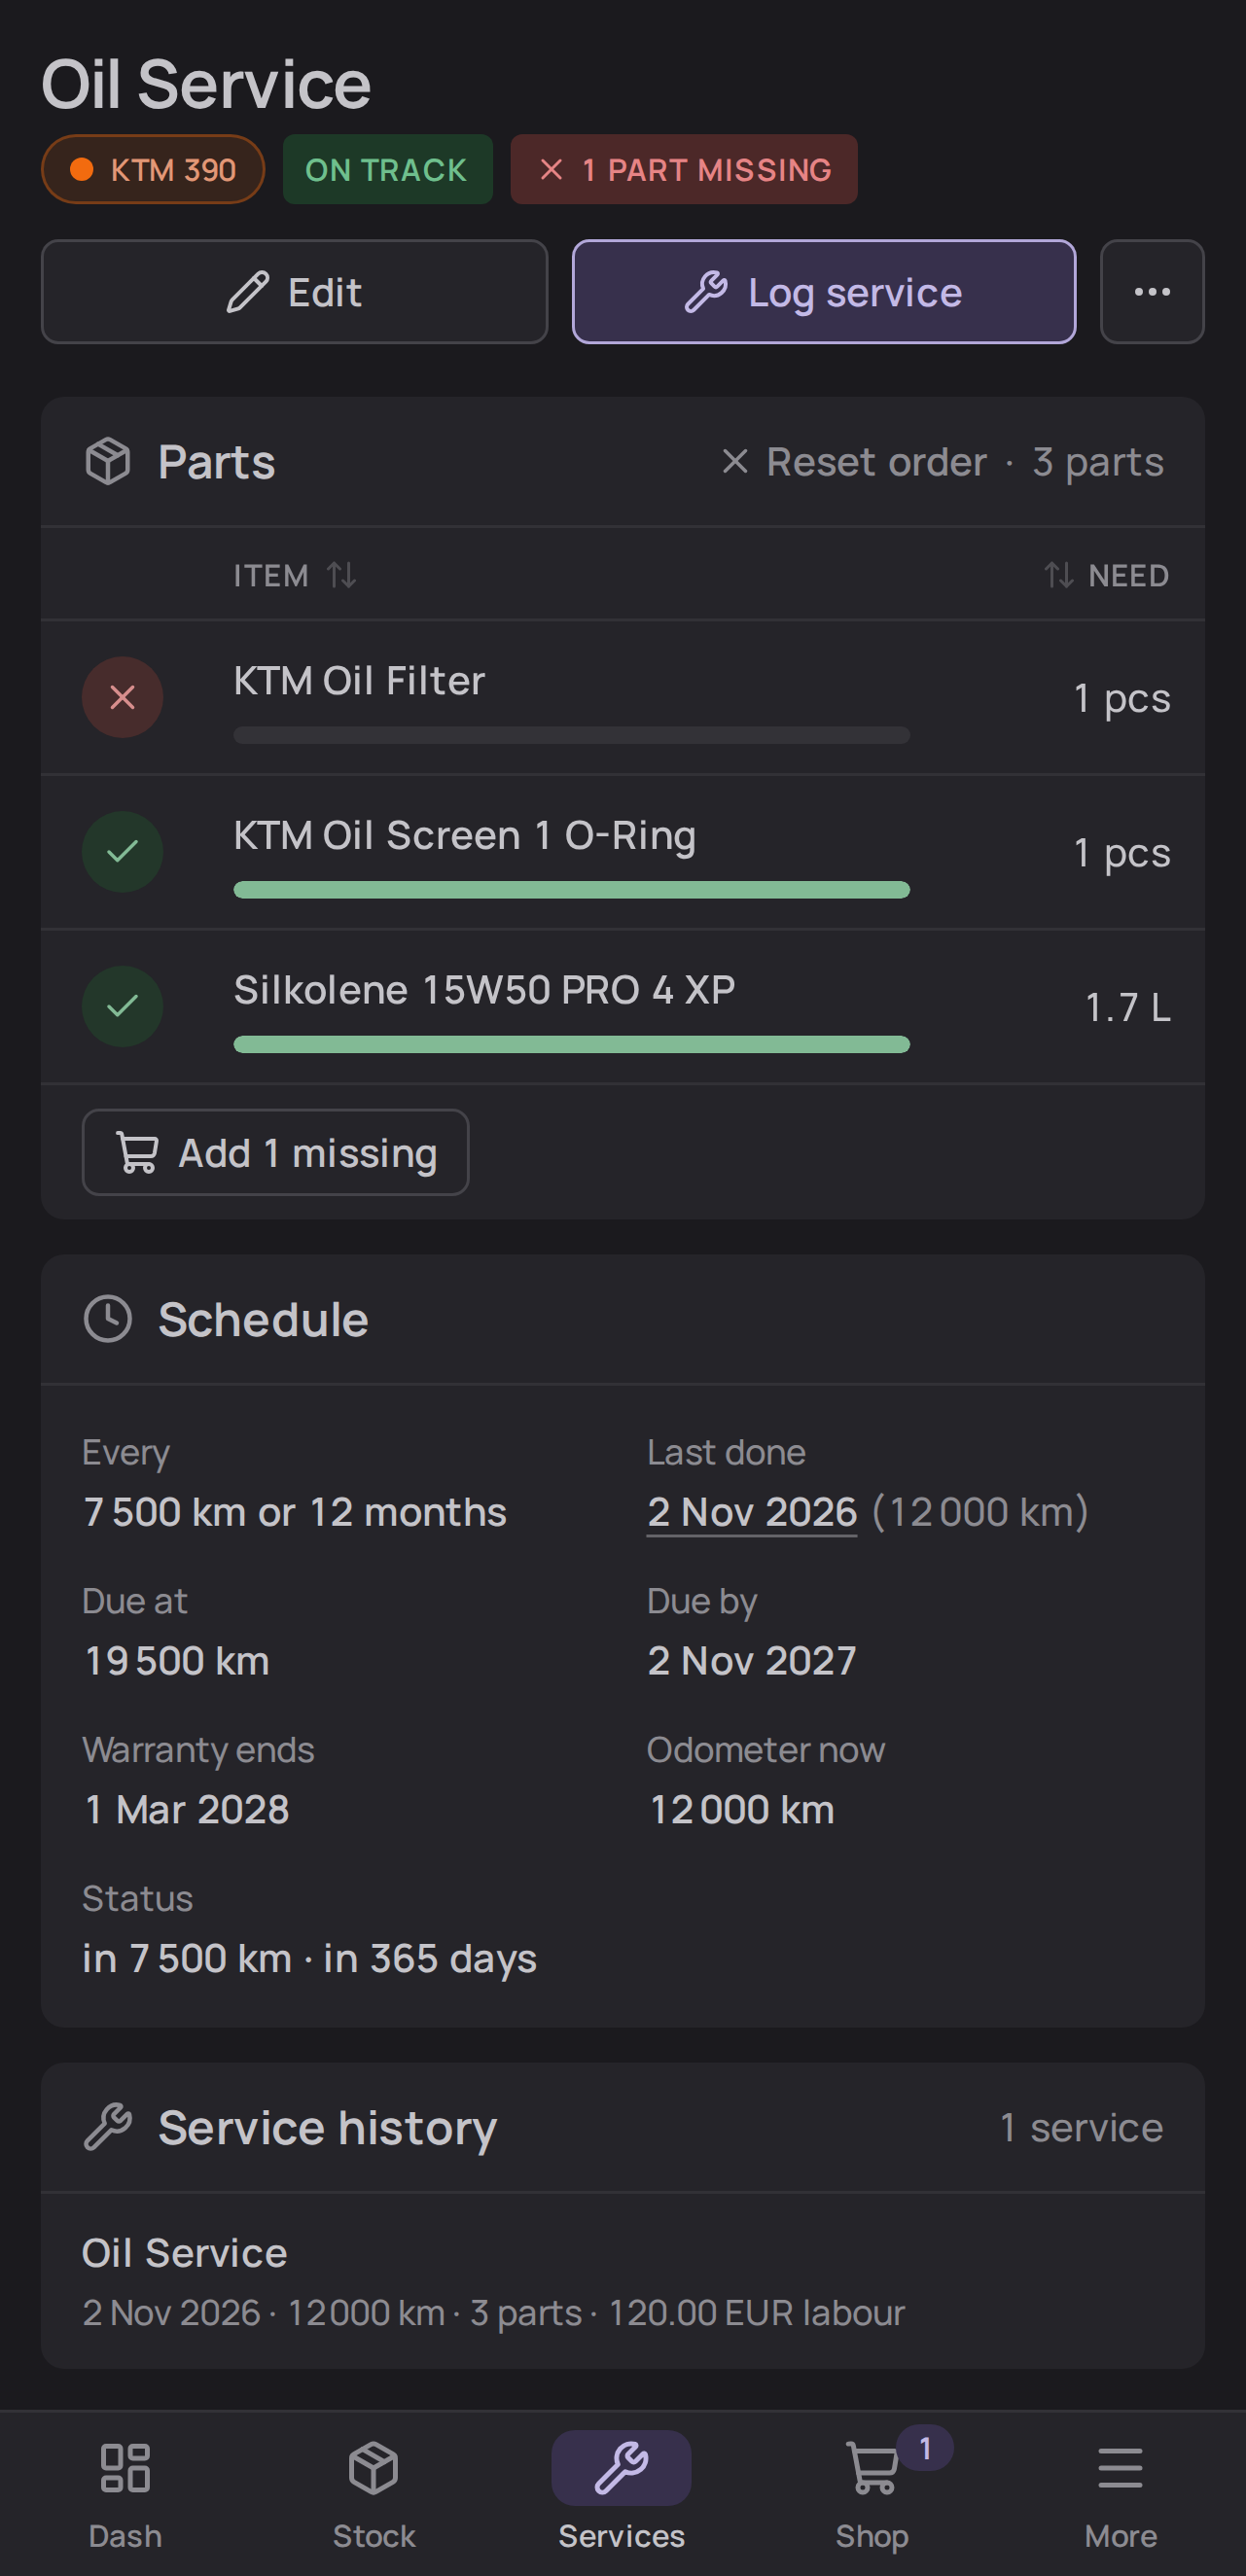 Oil Service
KTM 390 ON TRACK 1 PART MISSING
Edit Log service
Parts Reset order · 3 parts
ITEM NEED
KTM Oil Filter 1 pcs
KTM Oil Screen 1 O-Ring 1 pcs
Silkolene 15W50 PRO 4 XP 1.7 L
Add 1 missing
Schedule
Every Last done
7 500 km or 12 months 2 Nov 2026 (12 000 km)
Due at Due by
19 500 km 2 Nov 2027
Warranty ends Odometer now
1 Mar 2028 12 000 km
Status
in 7 500 km · in 365 days
Service history 1 service
Oil Service
2 Nov 2026 · 12 000 km · 3 parts · 120.00 EUR labour
1
Dash Stock Services Shop More